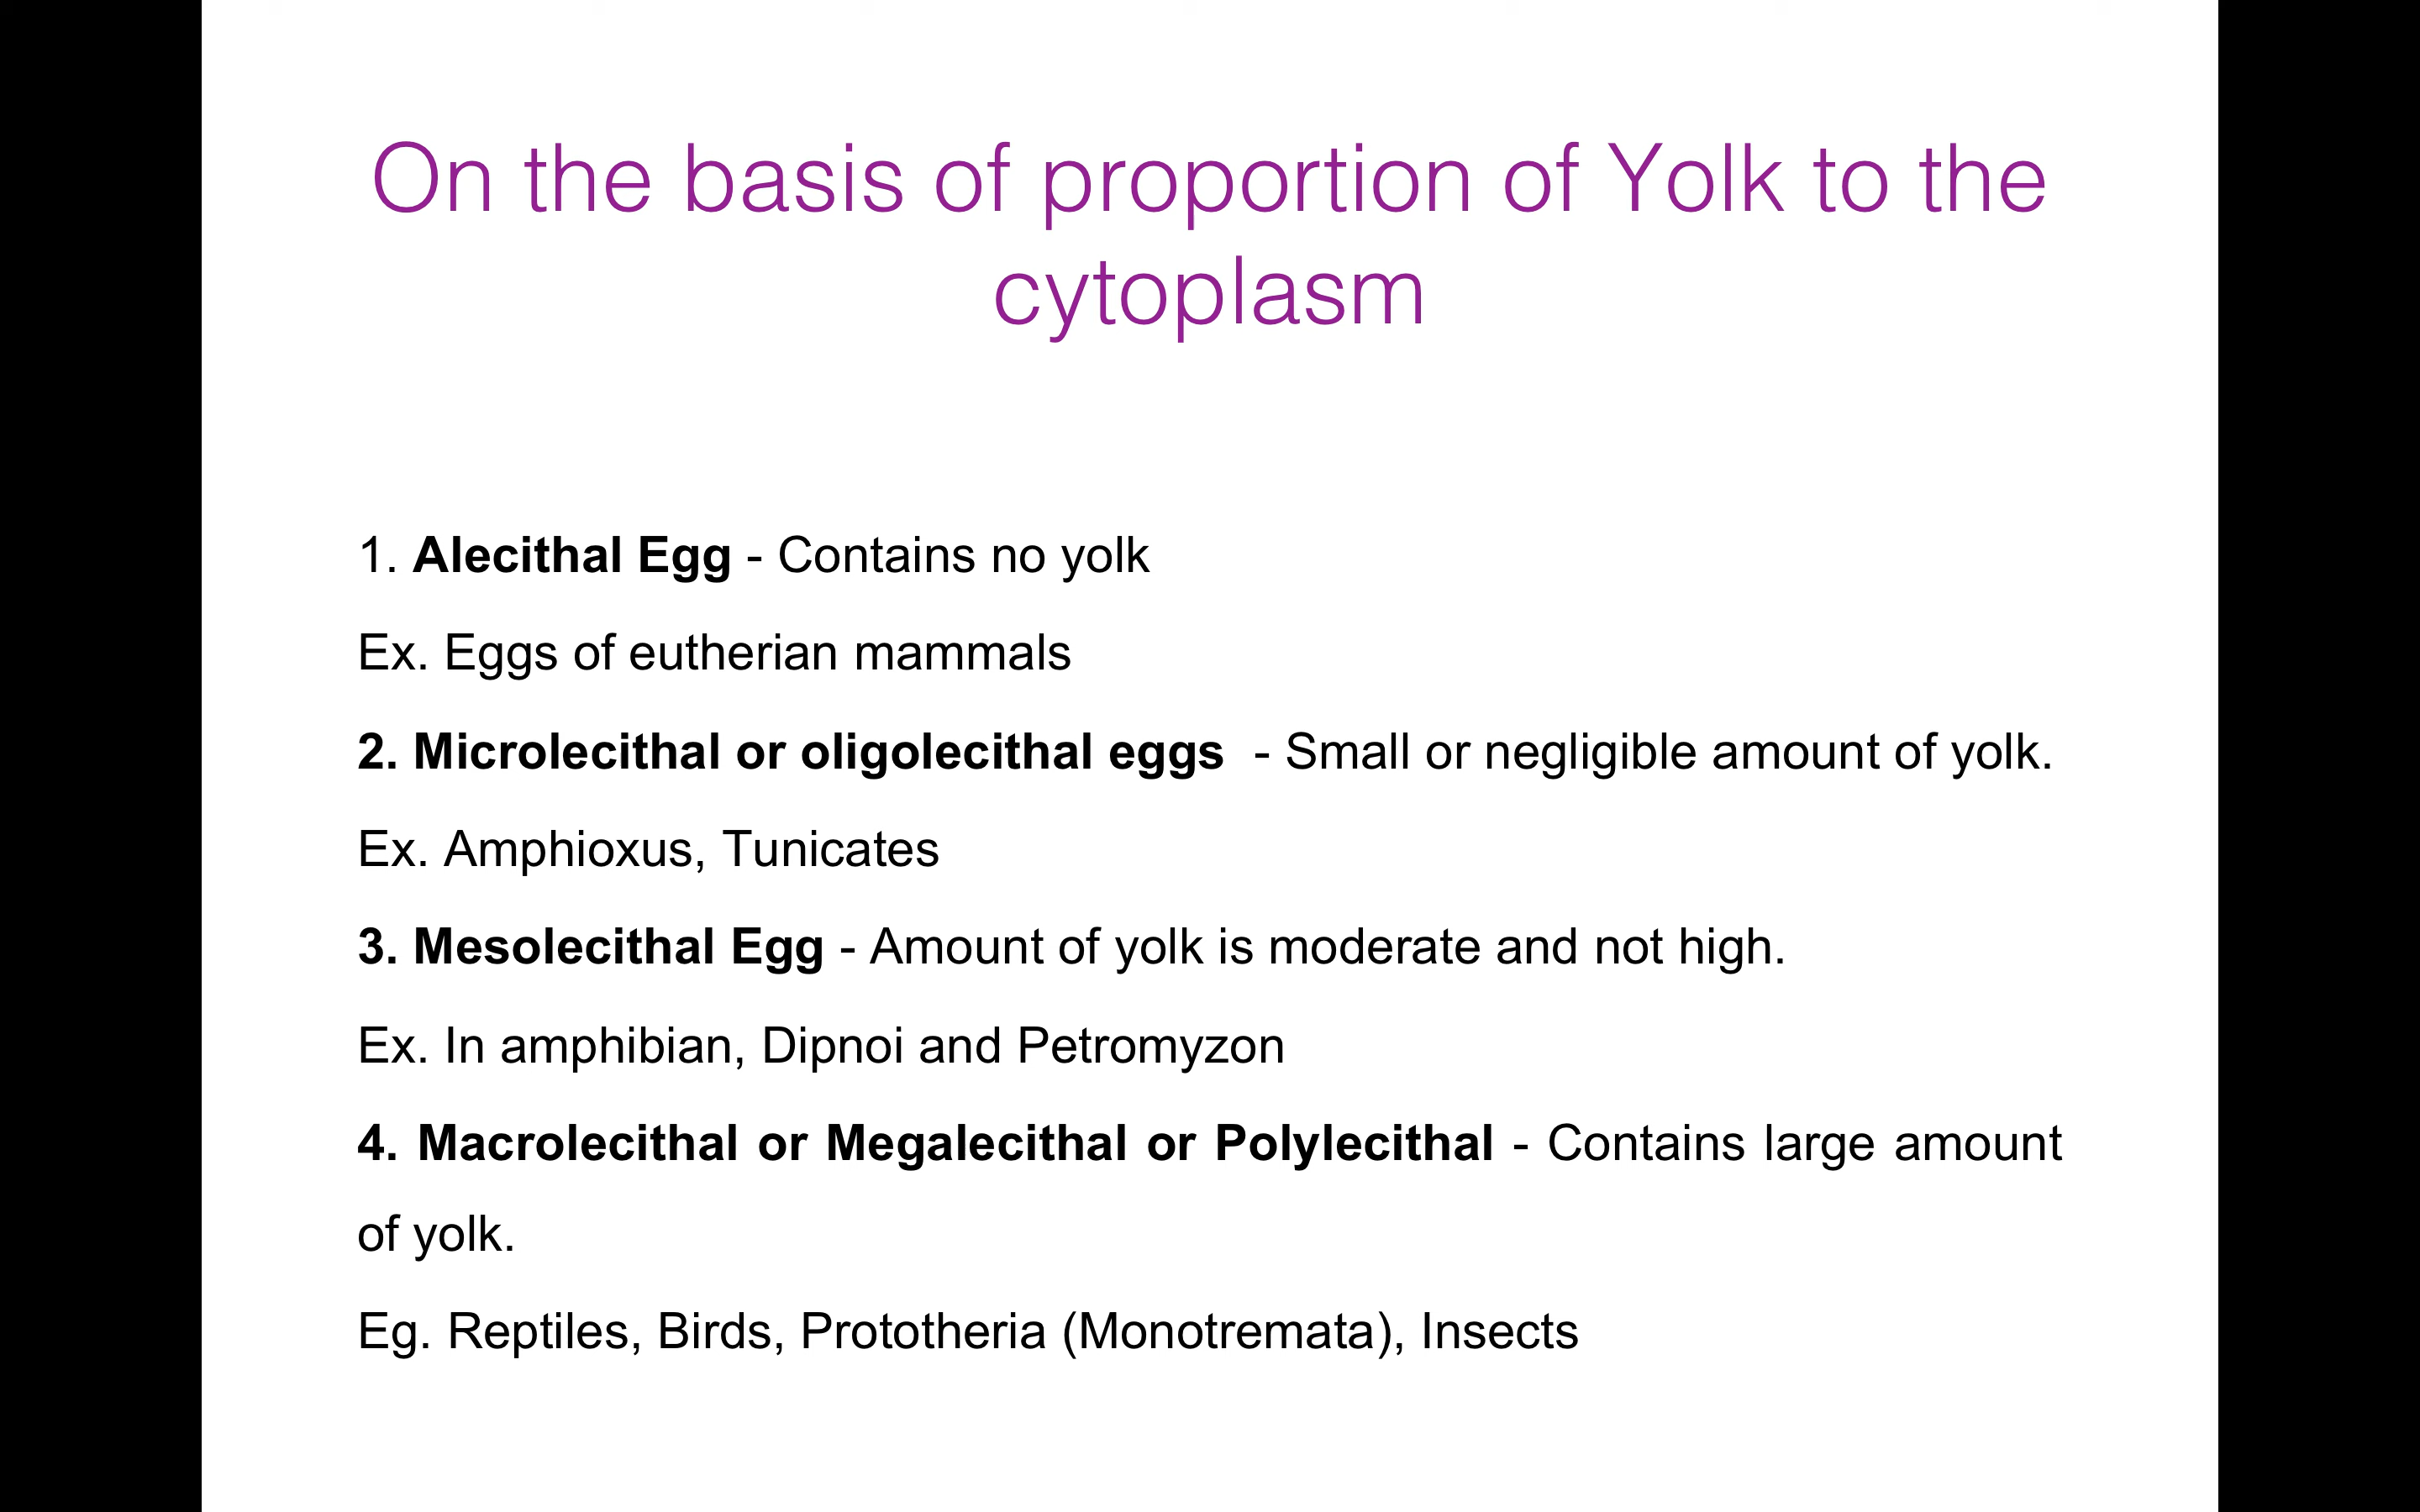 On the basis of proportion of Yolk to the
cytoplasm
1. Alecithal Egg - Contains no yolk
Ex. Eggs of eutherian mammals
2. Microlecithal or oligolecithal eggs  - Small or negligible amount of yolk.
Ex. Amphioxus, Tunicates
3. Mesolecithal Egg - Amount of yolk is moderate and not high.
Ex. In amphibian, Dipnoi and Petromyzon
4. Macrolecithal or Megalecithal or Polylecithal - Contains large amount
of yolk.
Eg. Reptiles, Birds, Prototheria (Monotremata), Insects